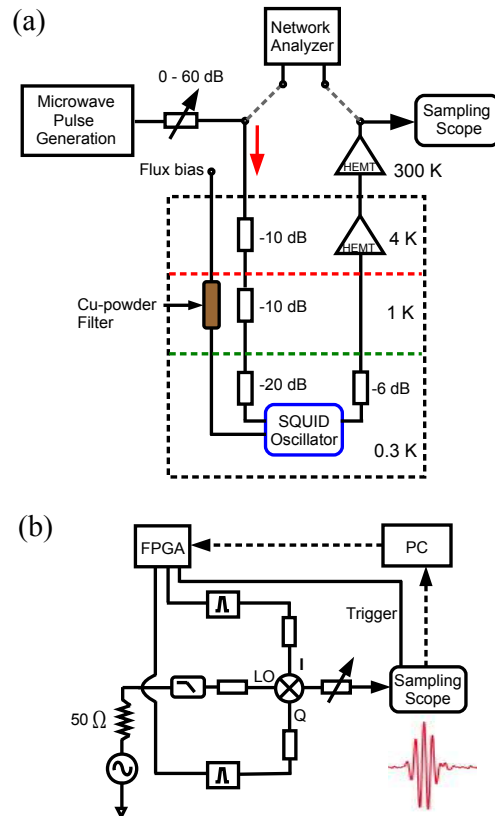 (a)
Network
Analyzer
0 - 60 dB
Microwave
Pulse
Generation
Sampling
Scope
Flux bias
HEMT
300 K
-10 dB
HEMT
4 K
Cu-powder
Filter
-10 dB
1 K
-20 dB
-6 dB
SQUID
Oscillator
0.3 K
(b)
FPGA
PC
Trigger
I
LO
Q
Sampling
Scope
50 Ω